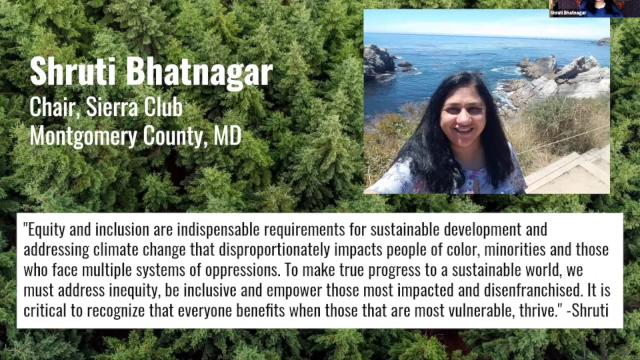 Shruti Bhatnagar
Shruti Bhatnagar
Chair, Sierra Club
Montgomery County, MD
"Equity and inclusion are indispensable requirements for sustainable development and
addressing climate change that disproportionately impacts people of color, minorities and those
who face multiple systems of oppressions. To make true progress to a sustainable world, we
must address inequity, be inclusive and empower those most impacted and disenfranchised. It is
critical to recognize that everyone benefits when those that are most vulnerable, thrive." -Shruti